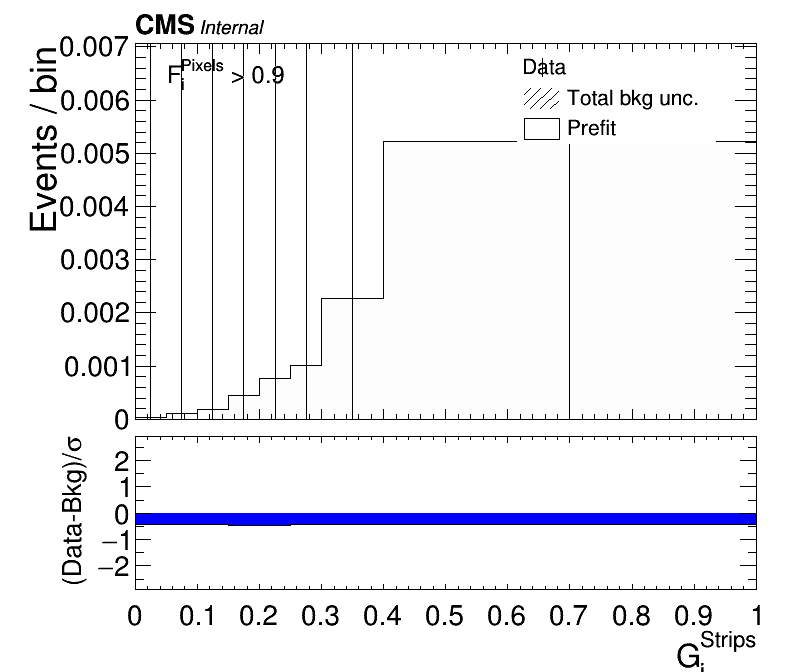 CMS Internal
F_i^Pixels > 0.9
Data
Total bkg unc.
Prefit
Events / bin
0.007
0.006
0.005
0.004
0.003
0.002
0.001
0
(Data-Bkg)/σ
2
1
0
−1
−2
0 0.1 0.2 0.3 0.4 0.5 0.6 0.7 0.8 0.9 1
G_i^Strips